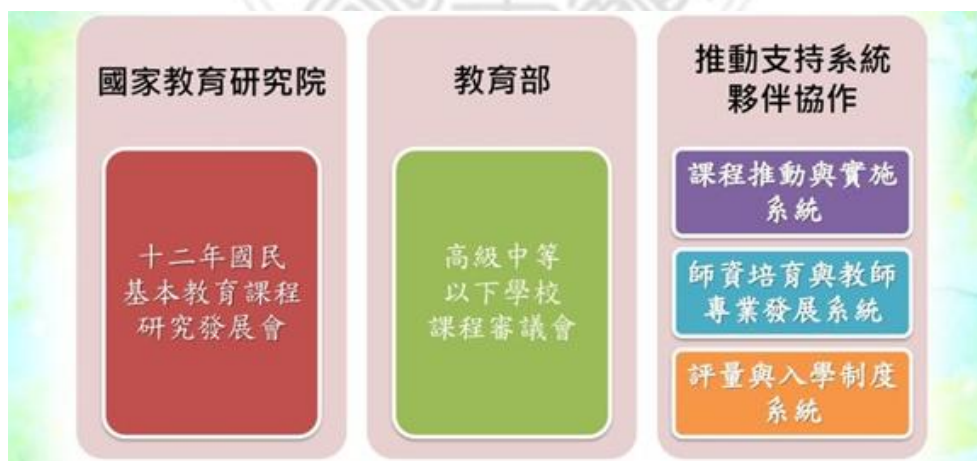 國家教育研究院
十二年國民
基本教育課程
研究發展會
教育部
高級中等
以下學校
課程審議會
推動支持系統
夥伴協作
課程推動與實施
系統
師資培育與教師
專業發展系統
評量與入學制度
系統